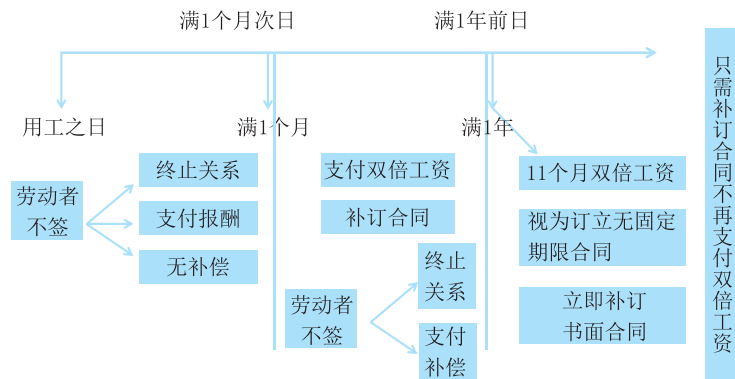 满1个月次日
满1年前日
用工之日
满1个月
满1年
劳动者
不签
终止关系
支付报酬
无补偿
支付双倍工资
补订合同
劳动者
不签
终止
关系
支付
补偿
11个月双倍工资
视为订立无固定
期限合同
立即补订
书面合同
只需补订合同不再支付双倍工资